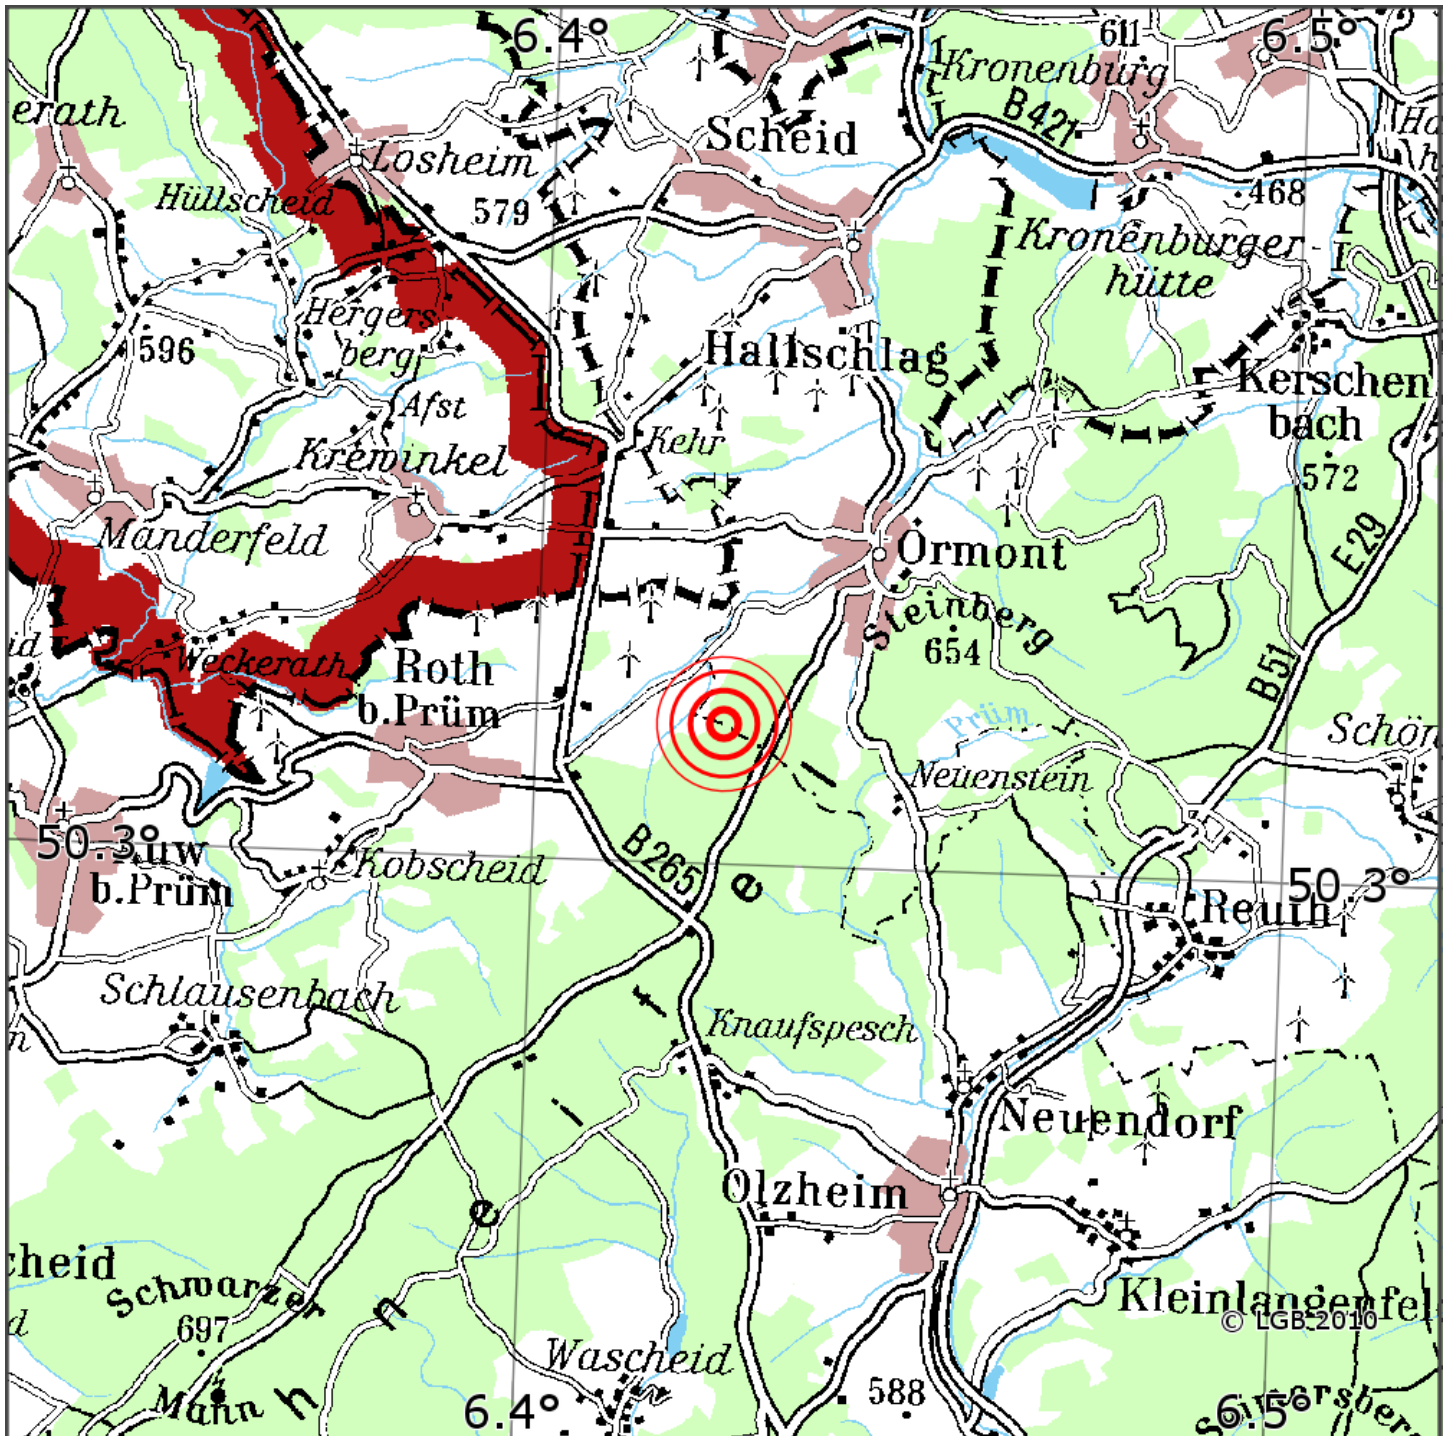 6.4°
6.5°
611
Kronenburg
erath
B421
Scheid
Losheim
Hüllscheid
579
468
Kronenburger-
hütte
Hergers
berg
596
Hallschlag
Kerschen
bach
Afst
Kehr
Krewinkel
572
Manderfeld
E29
Ormont
Steinberg
654
id
Weckerath
Roth
b.Prüm
B51
Prüm
Schön
Neuenstein
50.3°
b.Prüm
Kobscheid
B265
e
50.3°
Reuth
Schlausenbach
n
Knaufspesch
Neuendorf
Olzheim
e
cheid
Schwarzer
697
n
d
Kleinlangenfel
© LGB 2010
Wascheid
588
Mann
h
6.4°
6.5°